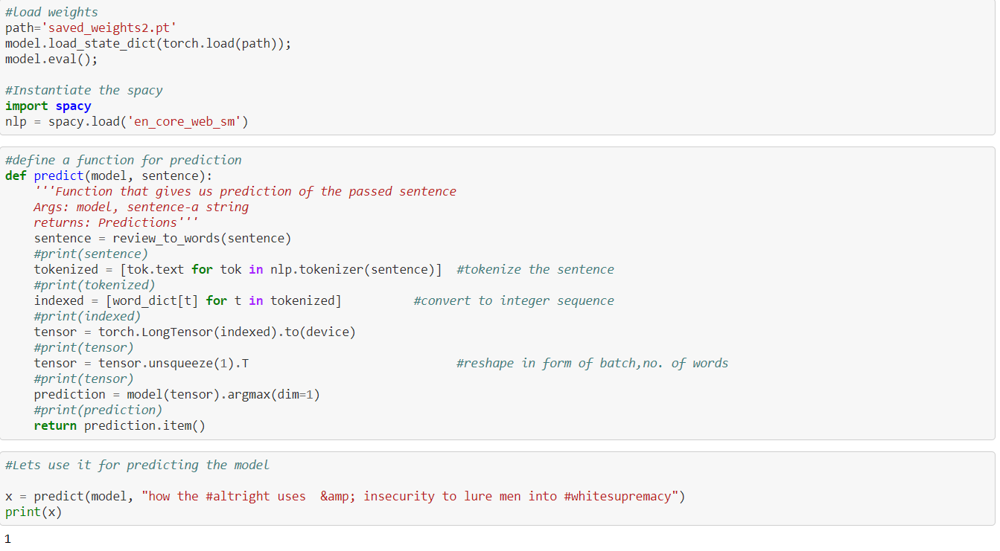 #load weights
path='saved_weights2.pt'
model.load_state_dict(torch.load(path));
model.eval();
#Instantiate the spacy
import spacy
nlp = spacy.load('en_core_web_sm')
#define a function for prediction
def predict(model, sentence):
'''Function that gives us prediction of the passed sentence
Args: model, sentence-a string
returns: Predictions'''
sentence = review_to_words(sentence)
#print(sentence)
tokenized = [tok.text for tok in nlp.tokenizer(sentence)]  #tokenize the sentence
#print(tokenized)
indexed = [word_dict[t] for t in tokenized]          #convert to integer sequence
#print(indexed)
tensor = torch.LongTensor(indexed).to(device)
#print(tensor)
tensor = tensor.unsqueeze(1).T                             #reshape in form of batch,no. of words
#print(tensor)
prediction = model(tensor).argmax(dim=1)
#print(prediction)
return prediction.item()
#Lets use it for predicting the model
x = predict(model, "how the #altright uses  &amp; insecurity to lure men into #whitesupremacy")
print(x)
1